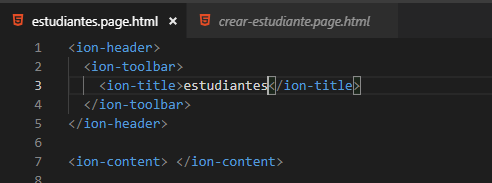 estudiantes.page.html × crear-estudiante.page.html
1 <ion-header>
2   <ion-toolbar>
3     <ion-title>estudiantes</ion-title>
4   </ion-toolbar>
5 </ion-header>
6
7 <ion-content> </ion-content>